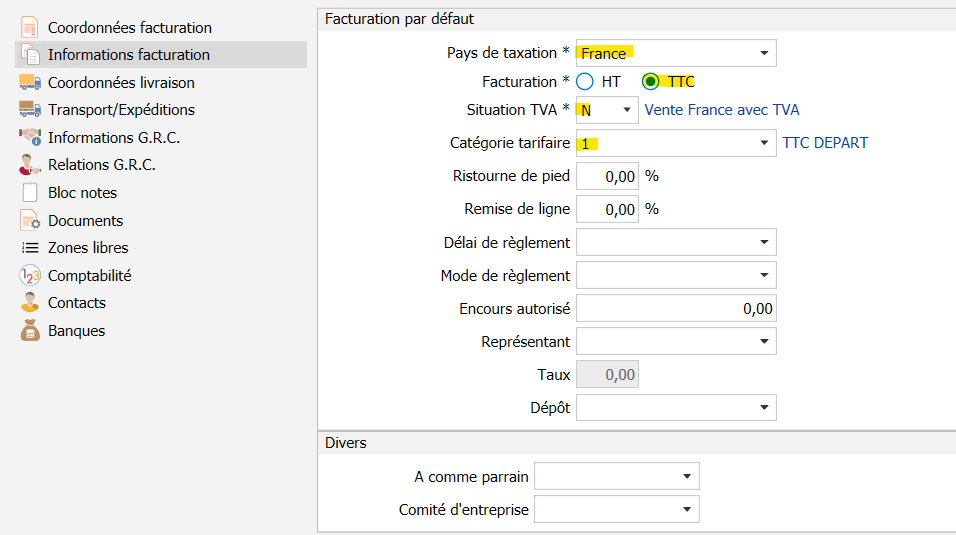 Coordonnées facturation
Informations facturation
Coordonnées livraison
Transport/Expéditions
Informations G.R.C.
Relations G.R.C.
Bloc notes
Documents
Zones libres
123 Comptabilité
Contacts
Banques
Facturation par défaut
Pays de taxation * France
Facturation * HT TTC
Situation TVA * N Vente France avec TVA
Catégorie tarifaire 1 TTC DEPART
Ristourne de pied 0,00 %
Remise de ligne 0,00 %
Délai de règlement
Mode de règlement
Encours autorisé 0,00
Représentant
Taux 0,00
Dépôt
Divers
A comme parrain
Comité d'entreprise